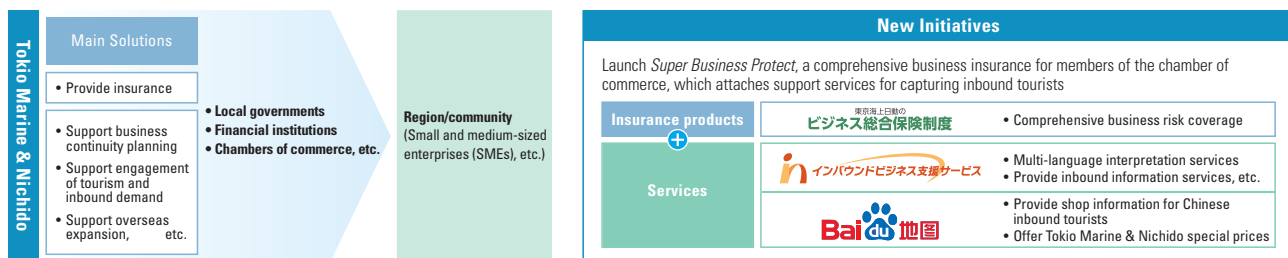 Tokio Marine & Nichido
Main Solutions
• Provide insurance
• Support business
continuity planning
• Support engagement
of tourism and
inbound demand
• Support overseas
expansion, etc.
• Local governments
• Financial institutions
• Chambers of commerce, etc.
Region/community
(Small and medium-sized
enterprises (SMEs), etc.)
New Initiatives
Launch Super Business Protect, a comprehensive business insurance for members of the chamber of
commerce, which attaches support services for capturing inbound tourists
Insurance products
東京海上日動の
ビジネス総合保険制度
• Comprehensive business risk coverage
+
Services
in インバウンドビジネス支援サービス
• Multi-language interpretation services
• Provide inbound information services, etc.
Bai du 地图
• Provide shop information for Chinese
inbound tourists
• Offer Tokio Marine & Nichido special prices